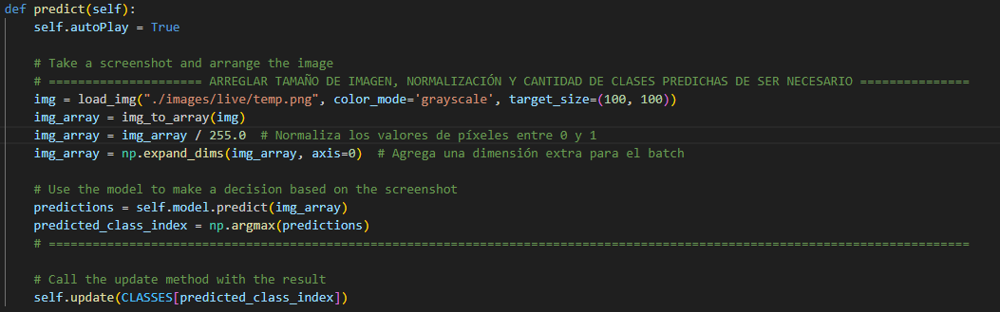 def predict(self):
    self.autoPlay = True
    # Take a screenshot and arrange the image
    # ===================== ARREGLAR TAMAÑO DE IMAGEN, NORMALIZACIÓN Y CANTIDAD DE CLASES PREDICHAS DE SER NECESARIO ===============
    img = load_img("./images/live/temp.png", color_mode='grayscale', target_size=(100, 100))
    img_array = img_to_array(img)
    img_array = img_array / 255.0  # Normaliza los valores de píxeles entre 0 y 1
    img_array = np.expand_dims(img_array, axis=0)  # Agrega una dimensión extra para el batch
    # Use the model to make a decision based on the screenshot
    predictions = self.model.predict(img_array)
    predicted_class_index = np.argmax(predictions)
    # ==============================================================================================================================
    # Call the update method with the result
    self.update(CLASSES[predicted_class_index])